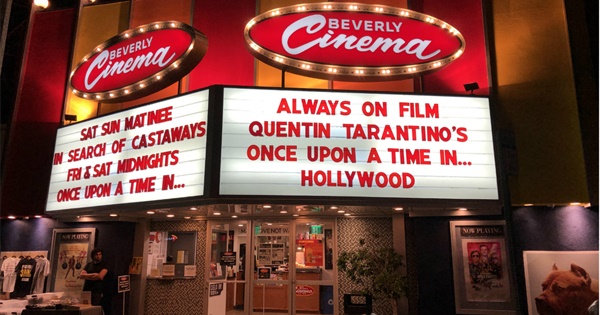 BEVERLY
Cinema
BEVERLY
Cinema
SAT SUN MATINEE
IN SEARCH OF CASTAWAYS
FRI & SAT MIDNIGHTS
ONCE UPON A TIME IN...
ALWAYS ON FILM
QUENTIN TARANTINO'S
ONCE UPON A TIME IN...
HOLLYWOOD
NOW PLAYING
NOW PLAYING